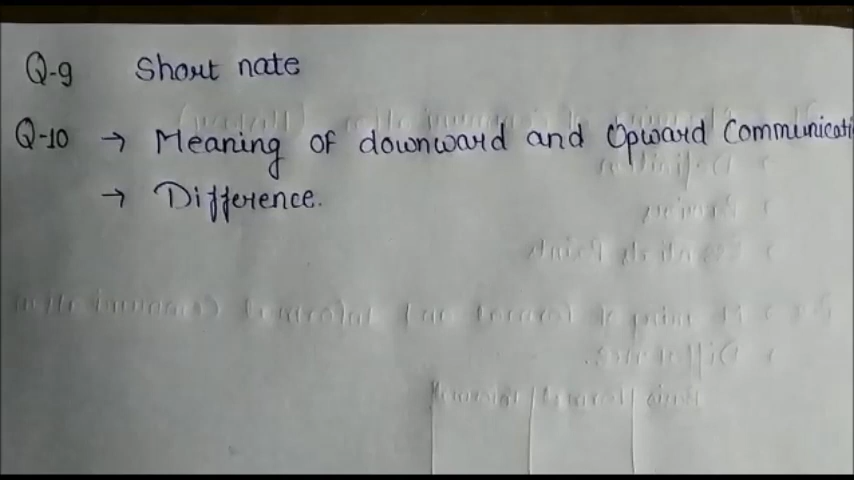 Q-9 Short nate
Q-10 → Meaning of downward and Upward Communicati
→ Difference.